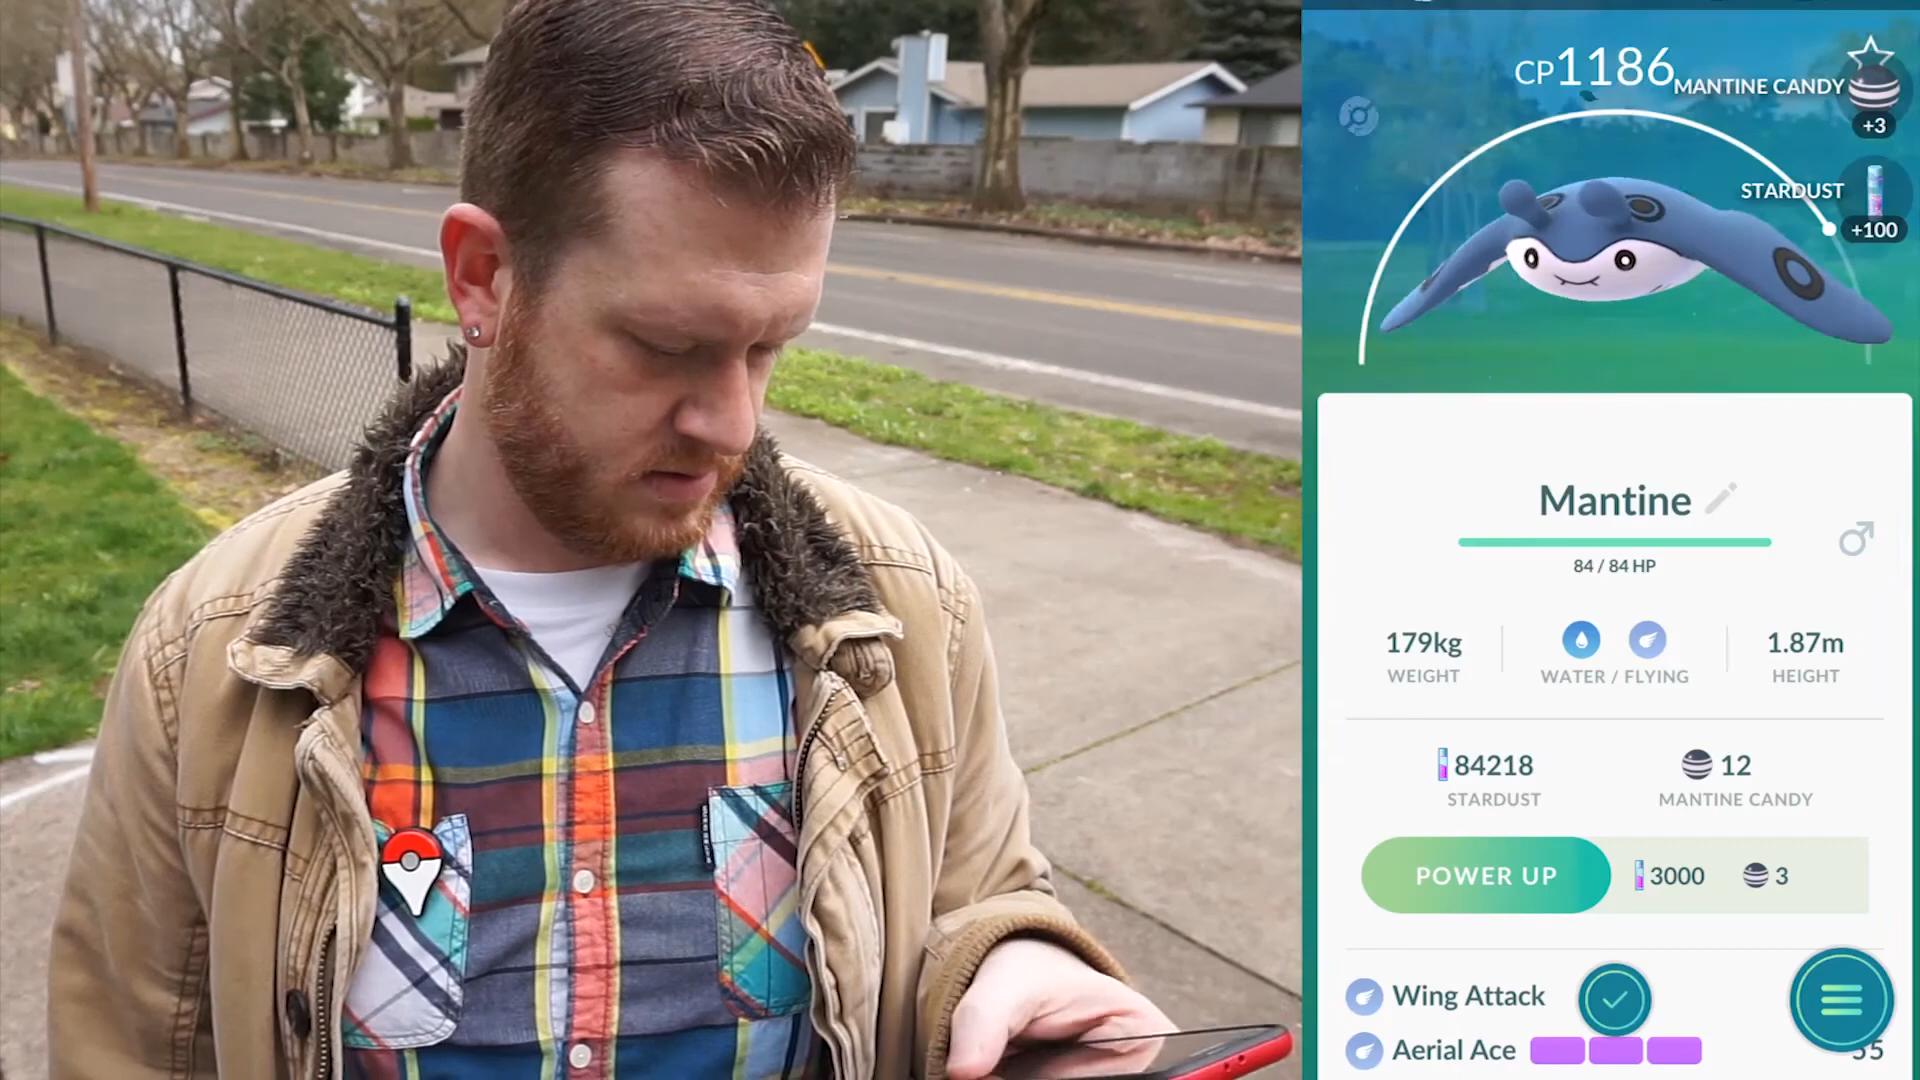 CP1186
MANTINE CANDY
+3
STARDUST
+100
Mantine
84 / 84 HP
179kg
WEIGHT
WATER / FLYING
1.87m
HEIGHT
84218
STARDUST
12
MANTINE CANDY
POWER UP
3000
3
Wing Attack
Aerial Ace
55